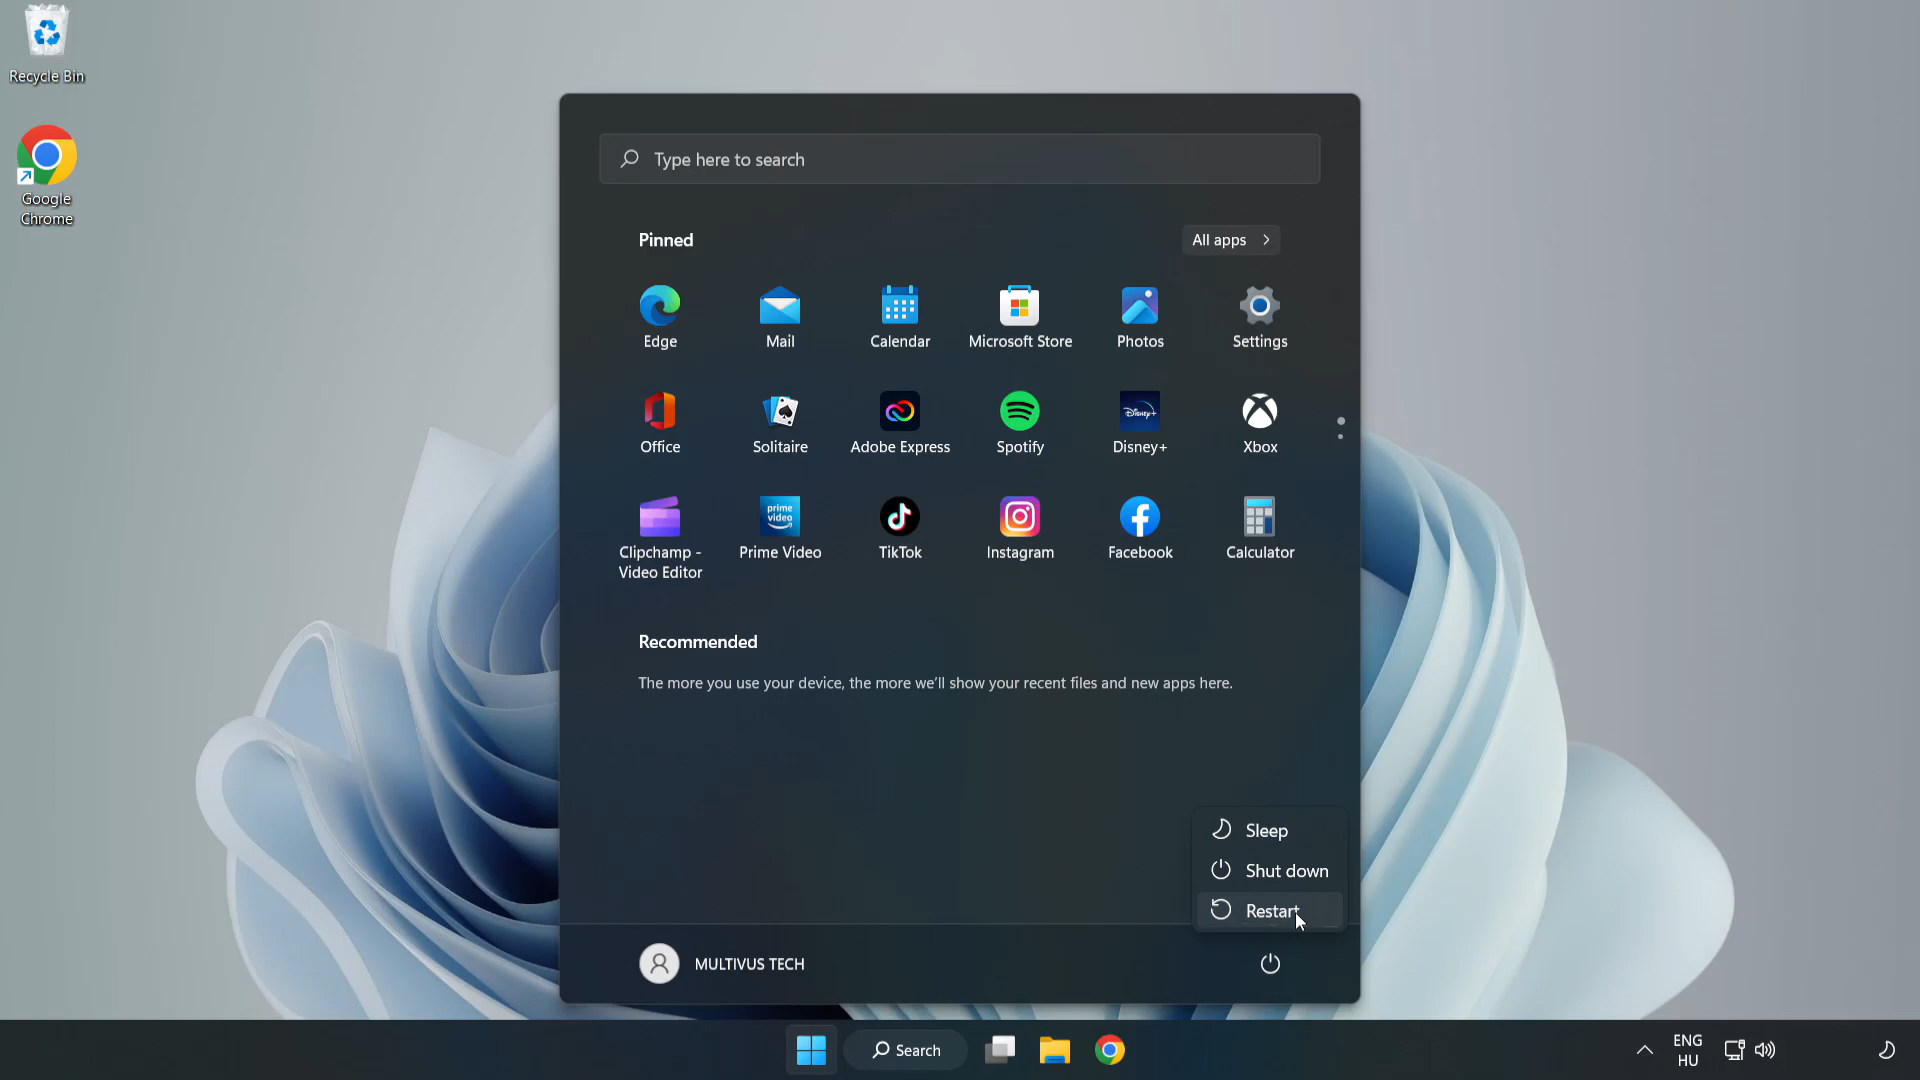 Recycle Bin
Google
Chrome
Type here to search
Pinned
All apps
Edge
Mail
Calendar
Microsoft Store
Photos
Settings
Office
Solitaire
Adobe Express
Spotify
Disney+
Disney+
Xbox
prime
video
Clipchamp -
Video Editor
Prime Video
TikTok
Instagram
Facebook
Calculator
Recommended
The more you use your device, the more we'll show your recent files and new apps here.
Sleep
Shut down
Restart
MULTIVUS TECH
Search
ENG
HU